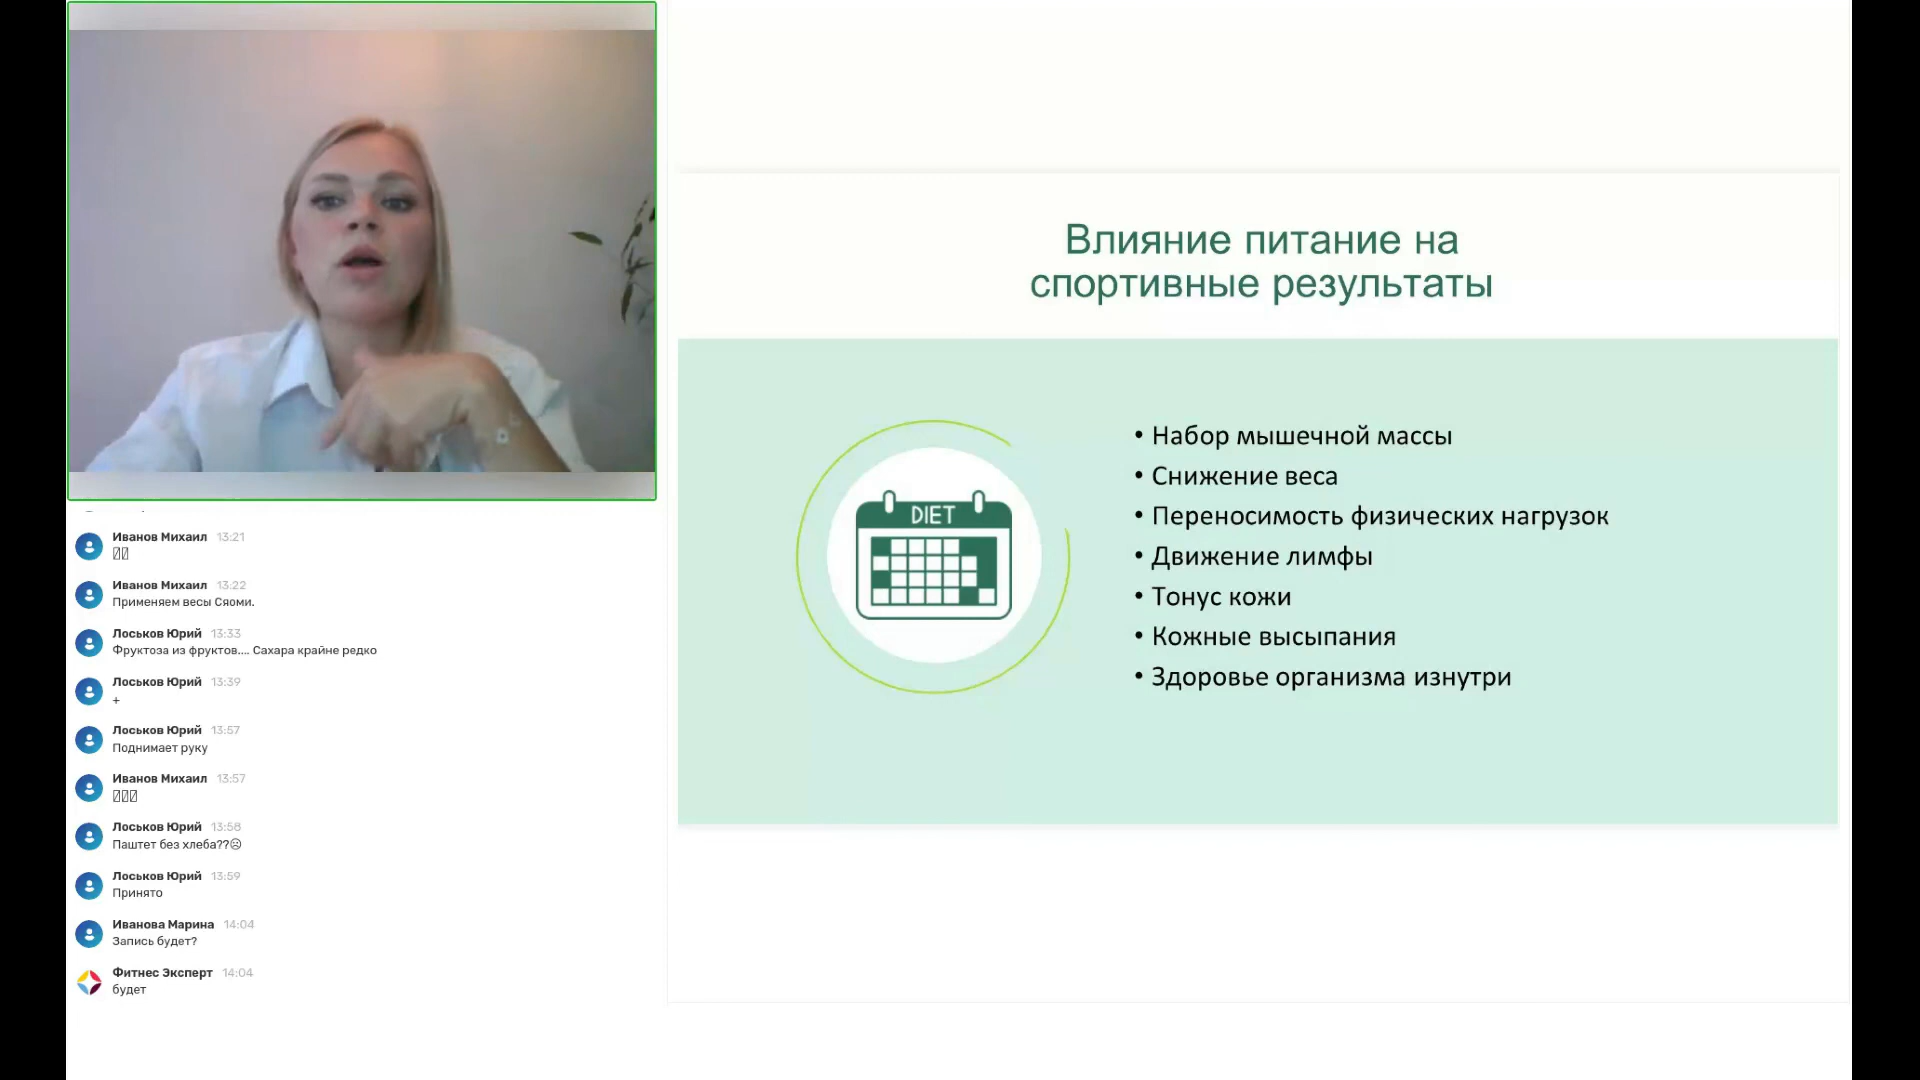 Иванов Михаил 13:21
Иванов Михаил 13:22
Применяем весы Сяоми.
Лоськов Юрий 13:33
Фруктоза из фруктов.... Сахара крайне редко
Лоськов Юрий 13:39
+
Лоськов Юрий 13:57
Поднимает руку
Иванов Михаил 13:57
Лоськов Юрий 13:58
Паштет без хлеба??☹
Лоськов Юрий 13:59
Принято
Иванова Марина 14:04
Запись будет?
Фитнес Эксперт 14:04
будет
Влияние питание на
спортивные результаты
DIET
• Набор мышечной массы
• Снижение веса
• Переносимость физических нагрузок
• Движение лимфы
• Тонус кожи
• Кожные высыпания
• Здоровье организма изнутри